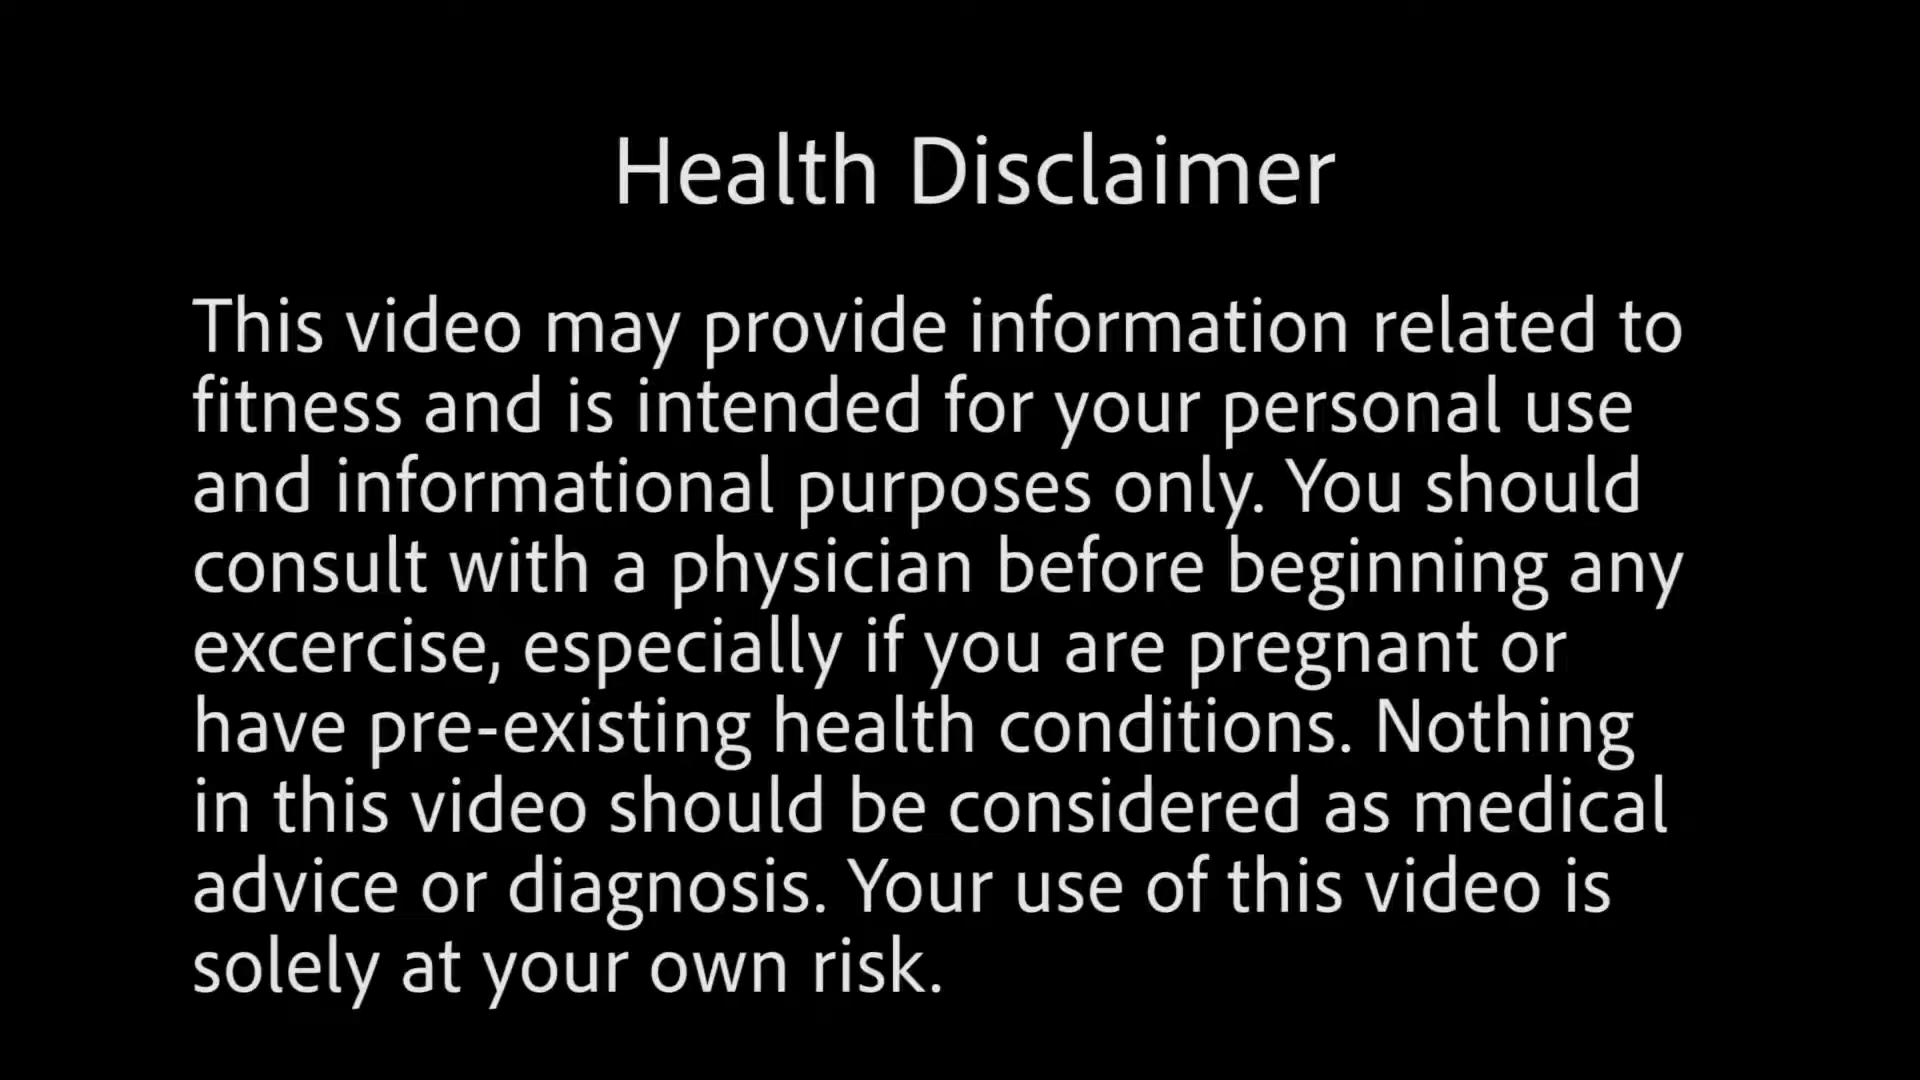 Health Disclaimer
This video may provide information related to
fitness and is intended for your personal use
and informational purposes only. You should
consult with a physician before beginning any
excercise, especially if you are pregnant or
have pre-existing health conditions. Nothing
in this video should be considered as medical
advice or diagnosis. Your use of this video is
solely at your own risk.